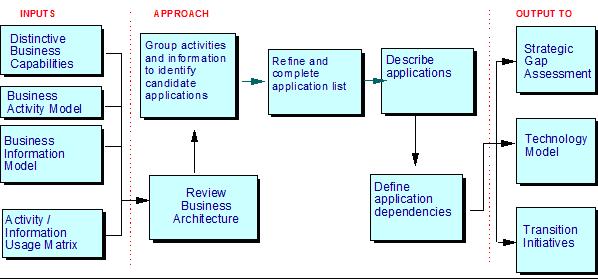 INPUTS
Distinctive
Business
Capabilities
Business
Activity Model
Business
Information
Model
Activity /
Information
Usage Matrix
APPROACH
Group activities
and information
to identify
candidate
applications
Refine and
complete
application list
Describe
applications
Review
Business
Architecture
Define
application
dependencies
OUTPUT TO
Strategic
Gap
Assessment
Technology
Model
Transition
Initiatives